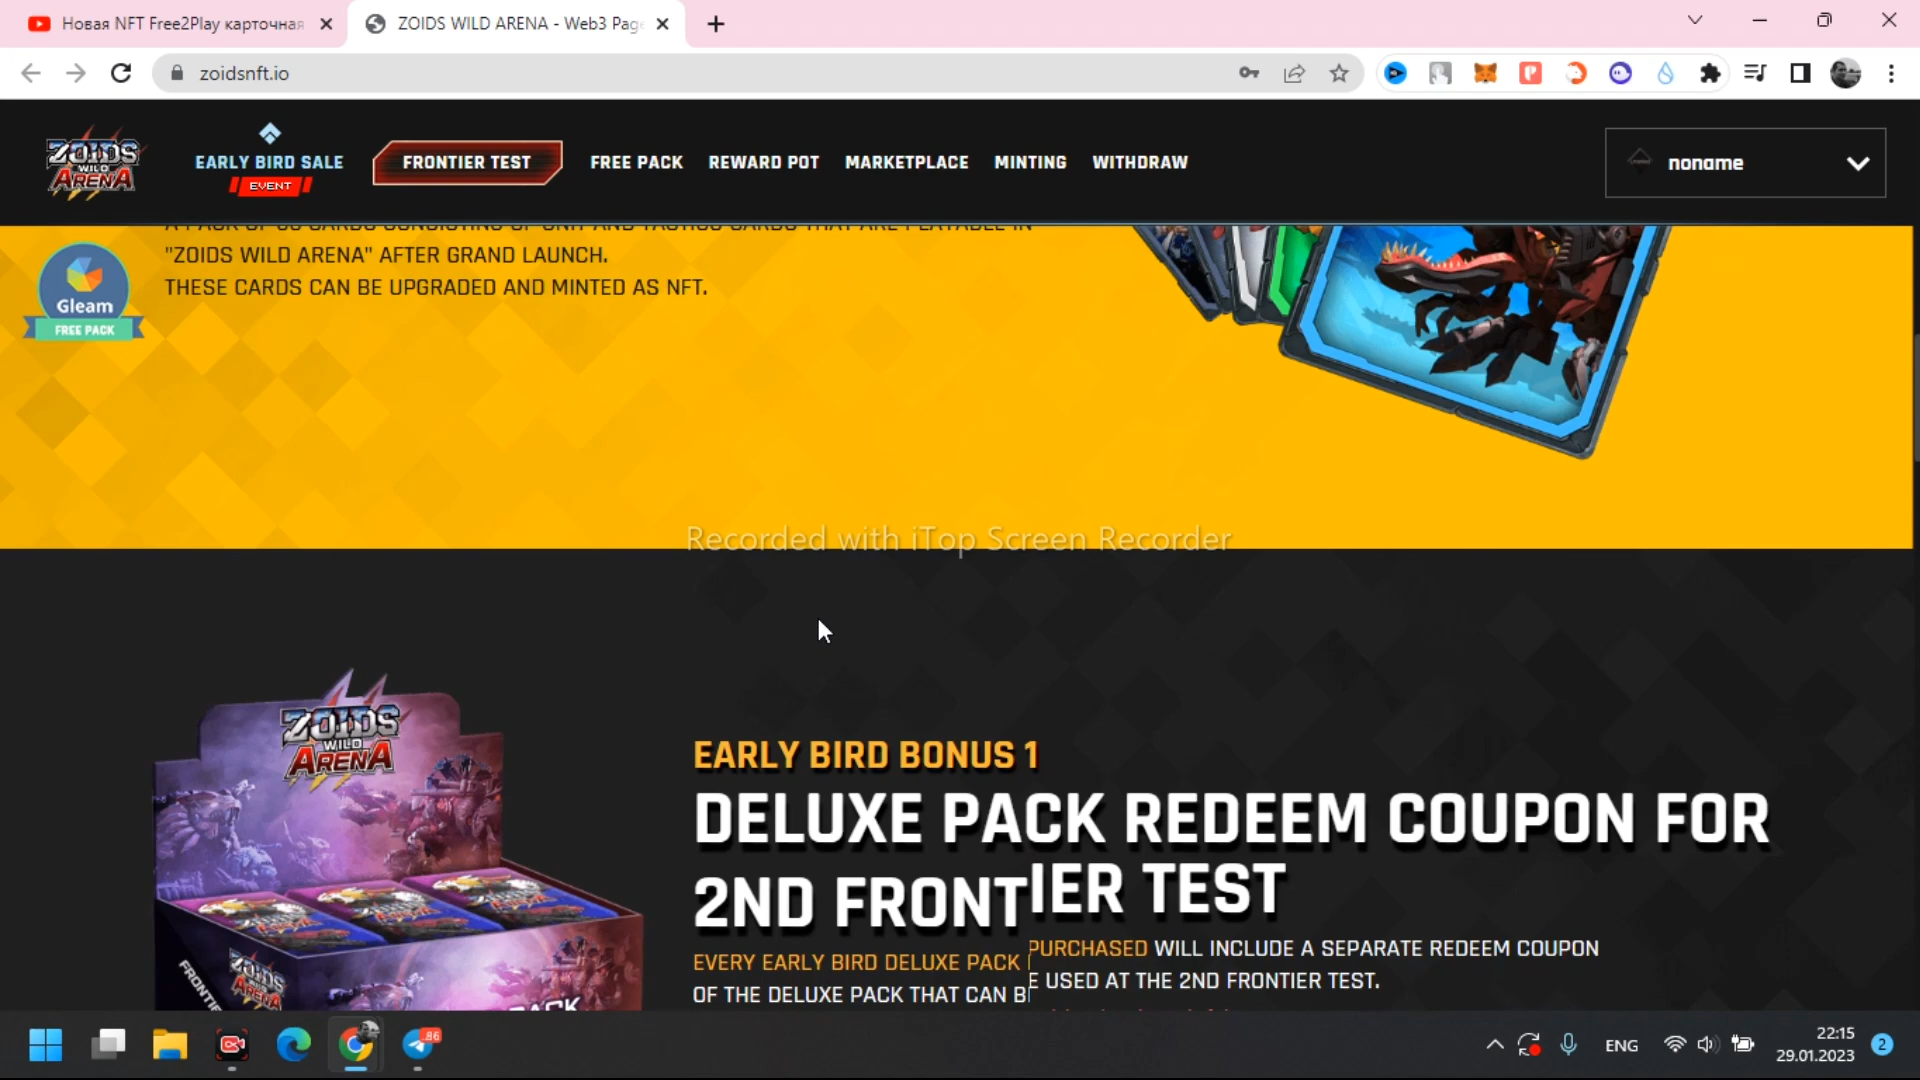 Новая NFT Free2Play карточная
ZOIDS WILD ARENA - Web3 Page
zoidsnft.io
ZOIDS
WILD
ARENA
EARLY BIRD SALE
EVENT
FRONTIER TEST
FREE PACK
REWARD POT
MARKETPLACE
MINTING
WITHDRAW
noname
A PACK OF 60 CARDS CONSISTING OF UNIT AND TACTICS CARDS THAT ARE PLAYABLE IN
"ZOIDS WILD ARENA" AFTER GRAND LAUNCH.
THESE CARDS CAN BE UPGRADED AND MINTED AS NFT.
Gleam
FREE PACK
Recorded with iTop Screen Recorder
ZOIDS
WILD
ARENA
EARLY BIRD BONUS 1
DELUXE PACK REDEEM COUPON FOR
2ND FRONTIER TEST
EVERY EARLY BIRD DELUXE PACK PURCHASED WILL INCLUDE A SEPARATE REDEEM COUPON
OF THE DELUXE PACK THAT CAN BE USED AT THE 2ND FRONTIER TEST.
86
ENG
22:15
29.01.2023
2